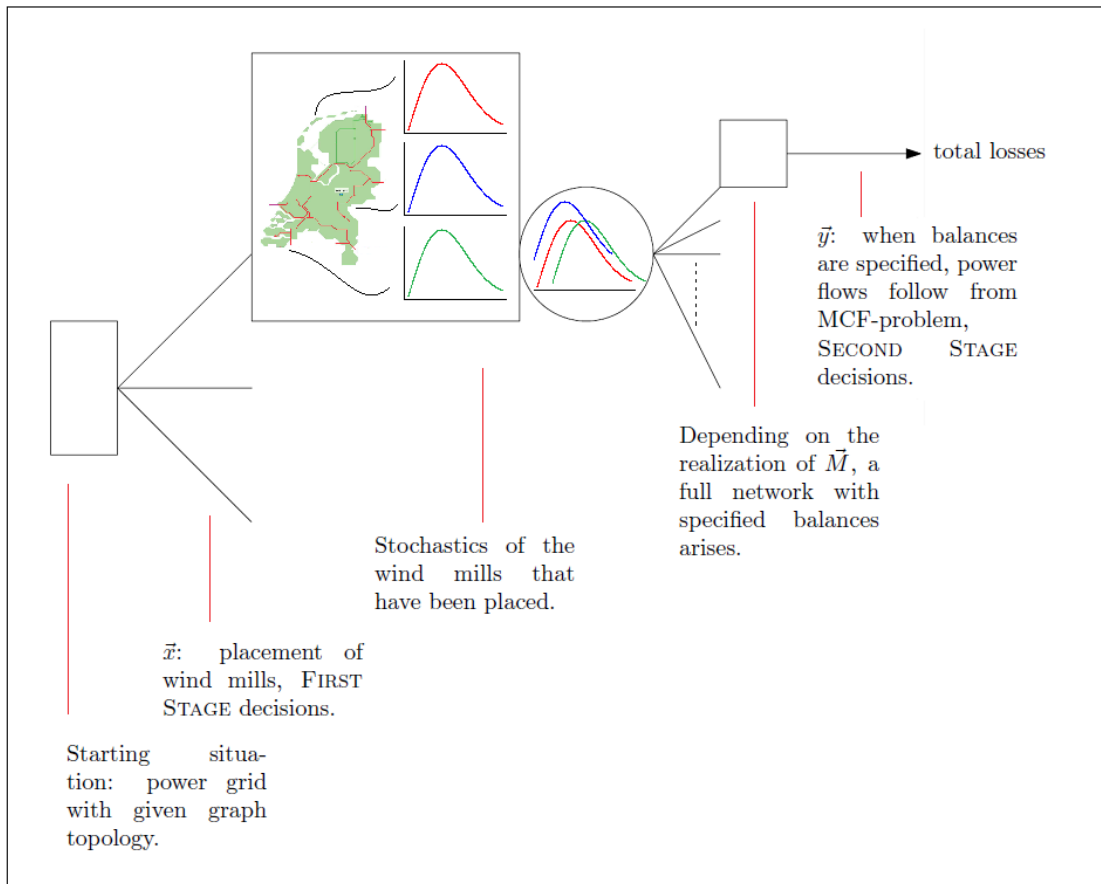 total losses
y⃗: when balances
are specified, power
flows follow from
MCF-problem,
SECOND STAGE
decisions.
Depending on the
realization of M⃗, a
full network with
specified balances
arises.
Stochastics of the
wind mills that
have been placed.
x⃗: placement of
wind mills, FIRST
STAGE decisions.
Starting situa-
tion: power grid
with given graph
topology.